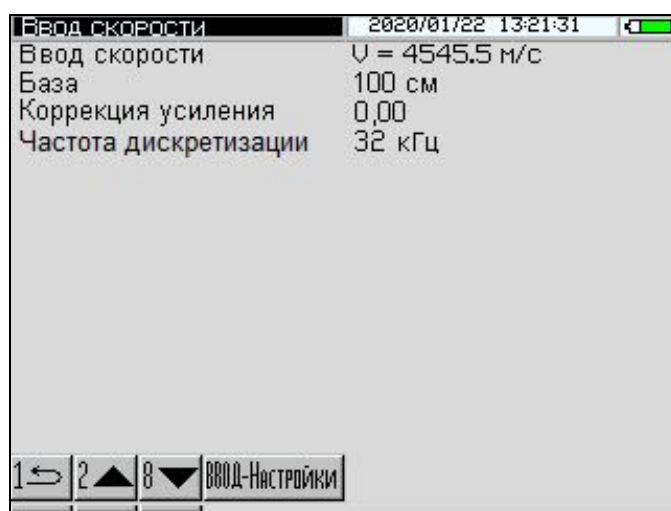 Ввод скорости 2020/01/22 13:21:31
Ввод скорости V = 4545.5 м/с
База 100 см
Коррекция усиления 0,00
Частота дискретизации 32 кГц
1 2 8 ВВОД-Настройки